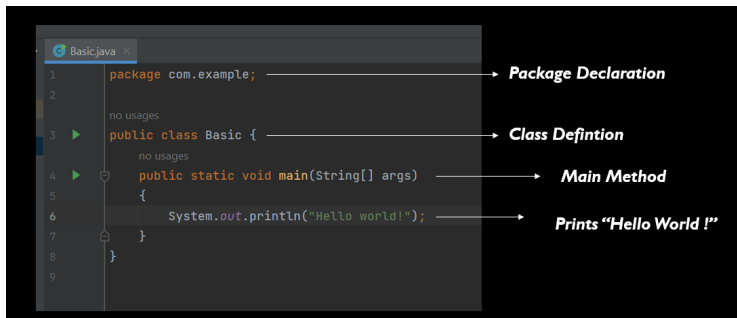 Basic.java
1 package com.example; Package Declaration
2
no usages
3 public class Basic { Class Defintion
no usages
4 public static void main(String[] args) Main Method
5 {
6 System.out.println("Hello world!"); Prints “Hello World !”
7 }
8 }
9